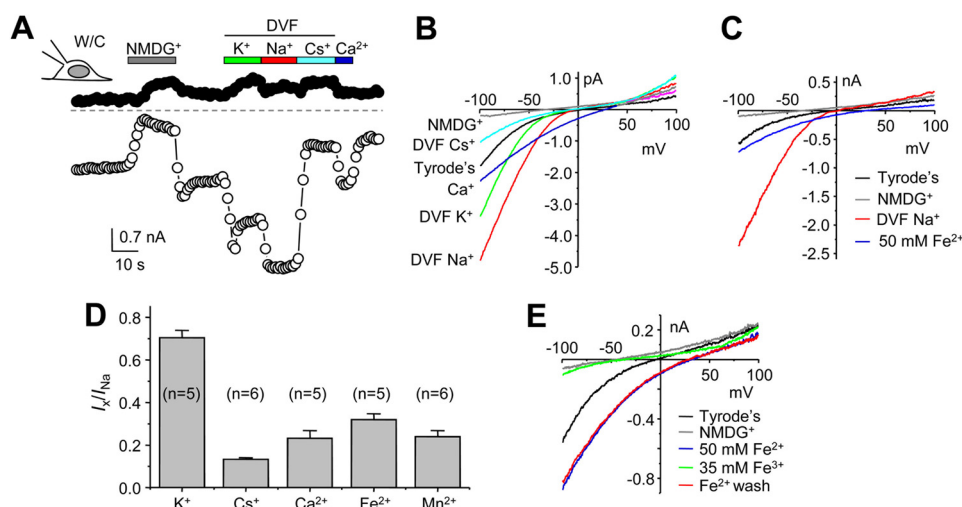 A
W/C
NMDG⁺
DVF
K⁺ Na⁺ Cs⁺ Ca²⁺
0.7 nA
10 s
B
1.0
pA
-100 -50
50 100
mV
-1.0
-2.0
-3.0
-4.0
-5.0
NMDG⁺
DVF Cs⁺
Tyrode's
Ca⁺
DVF K⁺
DVF Na⁺
C
0.5
nA
-100 -50
50 100
mV
-0.5
-1.0
-1.5
-2.0
-2.5
Tyrode's
NMDG⁺
DVF Na⁺
50 mM Fe²⁺
D
0.8
0.6
0.4
0.2
0.0
Iₓ/I_Na
(n=5) (n=6) (n=5) (n=5) (n=6)
K⁺ Cs⁺ Ca²⁺ Fe²⁺ Mn²⁺
E
0.2
nA
-100 -50
50 100
mV
-0.4
-0.8
Tyrode's
NMDG⁺
50 mM Fe²⁺
35 mM Fe³⁺
Fe²⁺ wash